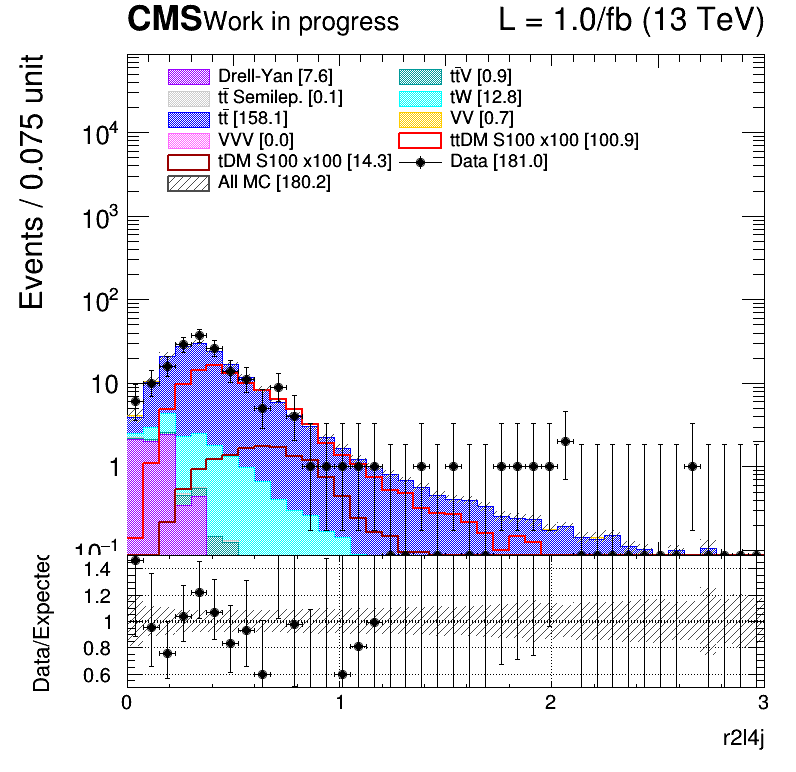 CMS Work in progress L = 1.0/fb (13 TeV)
Drell-Yan [7.6] tt̄V [0.9]
tt̄ Semilep. [0.1] tW [12.8]
tt̄ [158.1] VV [0.7]
VVV [0.0] ttDM S100 x100 [100.9]
tDM S100 x100 [14.3] Data [181.0]
All MC [180.2]
Events / 0.075 unit
10⁴
10³
10²
10
1
10⁻¹
Data/Expected
1.4
1.2
1
0.8
0.6
0 1 2 3
r2l4j